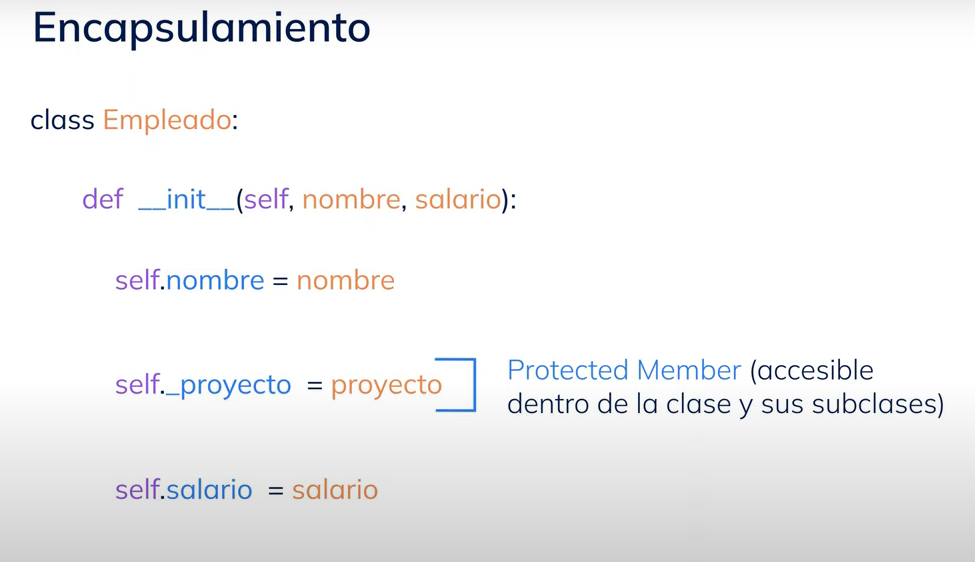 Encapsulamiento
class Empleado:
def __init__(self, nombre, salario):
self.nombre = nombre
self._proyecto = proyecto
Protected Member (accesible
dentro de la clase y sus subclases)
self.salario = salario